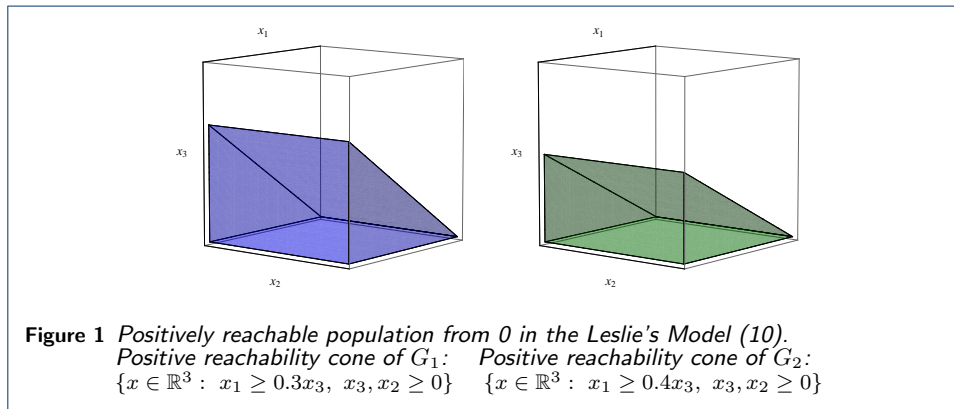 x₁ x₁
x₃ x₃
x₂ x₂
Figure 1 Positively reachable population from 0 in the Leslie's Model (10).
Positive reachability cone of G₁: Positive reachability cone of G₂:
{x ∈ ℝ³ : x₁ ≥ 0.3x₃, x₃, x₂ ≥ 0} {x ∈ ℝ³ : x₁ ≥ 0.4x₃, x₃, x₂ ≥ 0}